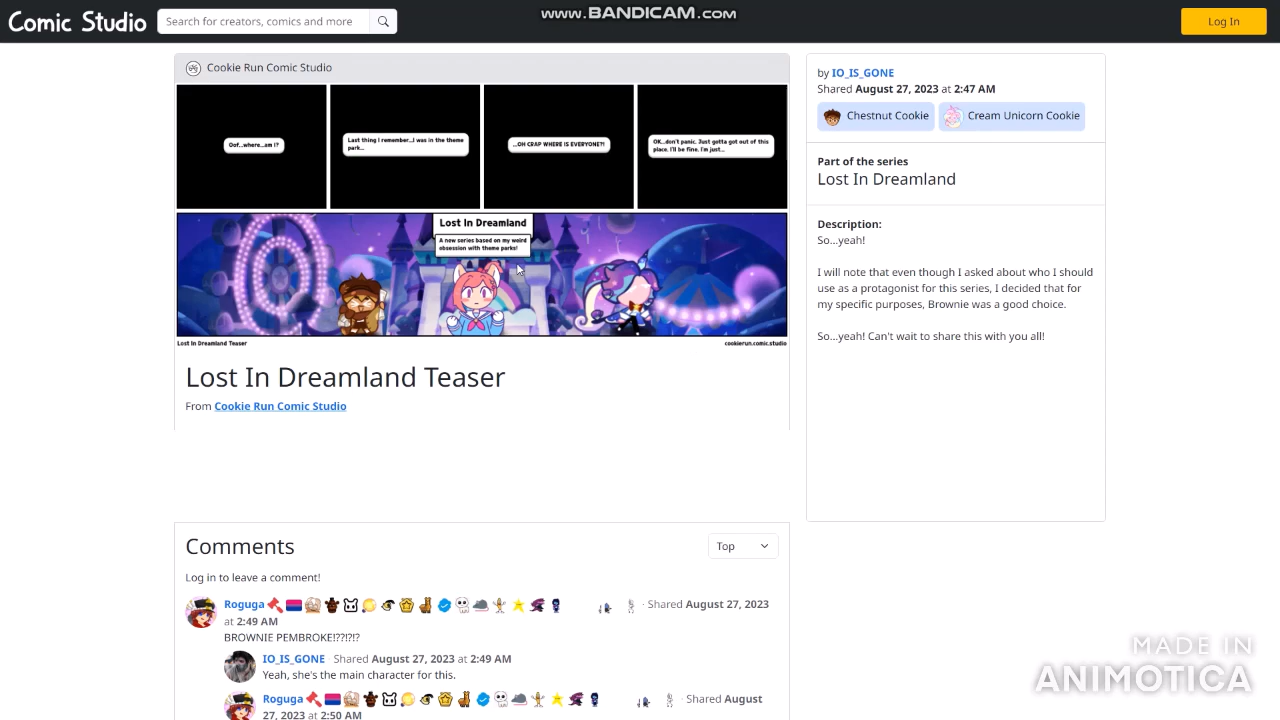 www.BANDICAM.com
Comic Studio
Search for creators, comics and more
Log In
Cookie Run Comic Studio
Oof...where...am I?
Last thing I remember...I was in the theme
park...
...OH CRAP WHERE IS EVERYONE?!
OK...don't panic. Just gotta got out of this
place. I'll be fine. I'm just...
Lost In Dreamland
A new series based on my weird
obsession with theme parks!
Lost In Dreamland Teaser
cookierun.comic.studio
Lost In Dreamland Teaser
From Cookie Run Comic Studio
by IO_IS_GONE
Shared August 27, 2023 at 2:47 AM
Chestnut Cookie
Cream Unicorn Cookie
Part of the series
Lost In Dreamland
Description:
So...yeah!
I will note that even though I asked about who I should
use as a protagonist for this series, I decided that for
my specific purposes, Brownie was a good choice.
So...yeah! Can't wait to share this with you all!
Comments
Top
Log in to leave a comment!
Roguga · Shared August 27, 2023
at 2:49 AM
BROWNIE PEMBROKE!??!?!?
IO_IS_GONE Shared August 27, 2023 at 2:49 AM
Yeah, she's the main character for this.
Roguga · Shared August
27, 2023 at 2:50 AM
MADE IN
ANIMOTICA